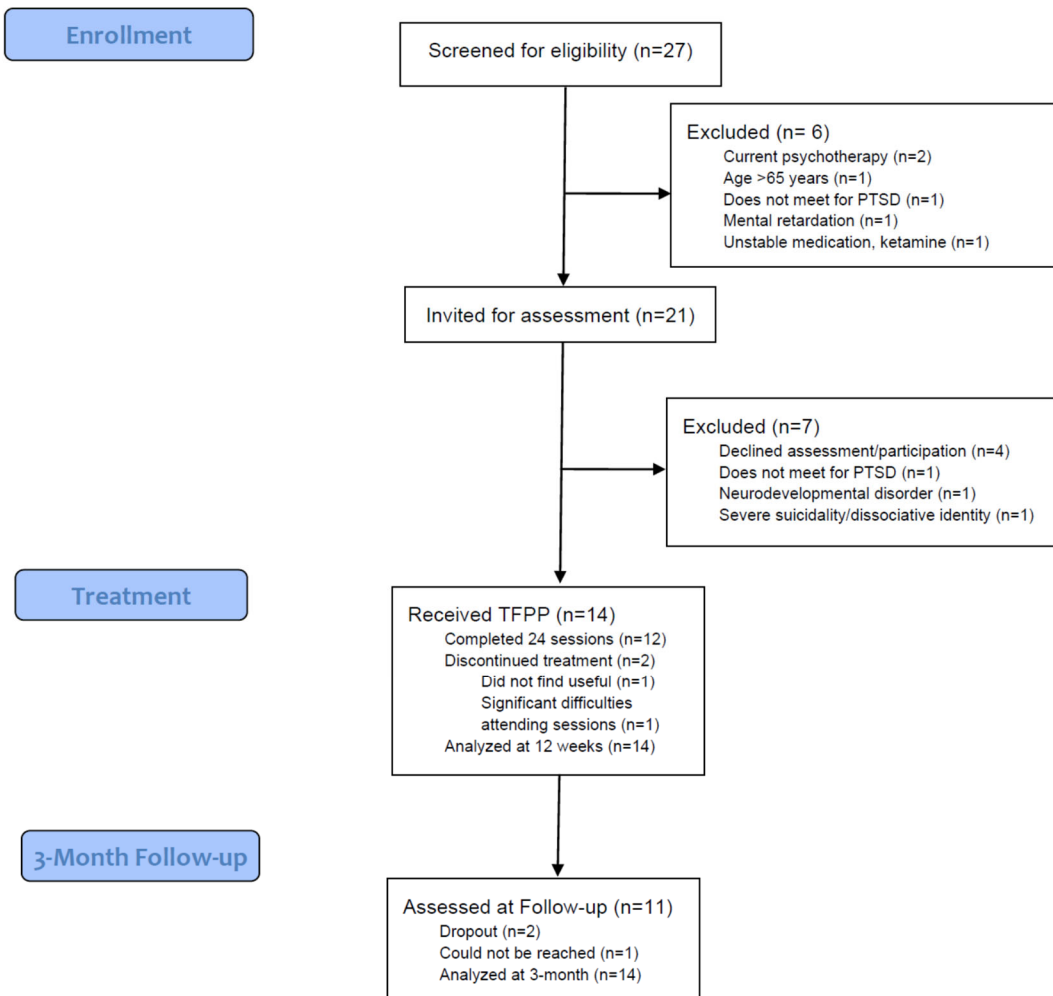 Enrollment
Screened for eligibility (n=27)
Excluded (n= 6)
Current psychotherapy (n=2)
Age >65 years (n=1)
Does not meet for PTSD (n=1)
Mental retardation (n=1)
Unstable medication, ketamine (n=1)
Invited for assessment (n=21)
Excluded (n=7)
Declined assessment/participation (n=4)
Does not meet for PTSD (n=1)
Neurodevelopmental disorder (n=1)
Severe suicidality/dissociative identity (n=1)
Treatment
Received TFPP (n=14)
Completed 24 sessions (n=12)
Discontinued treatment (n=2)
Did not find useful (n=1)
Significant difficulties
attending sessions (n=1)
Analyzed at 12 weeks (n=14)
3-Month Follow-up
Assessed at Follow-up (n=11)
Dropout (n=2)
Could not be reached (n=1)
Analyzed at 3-month (n=14)